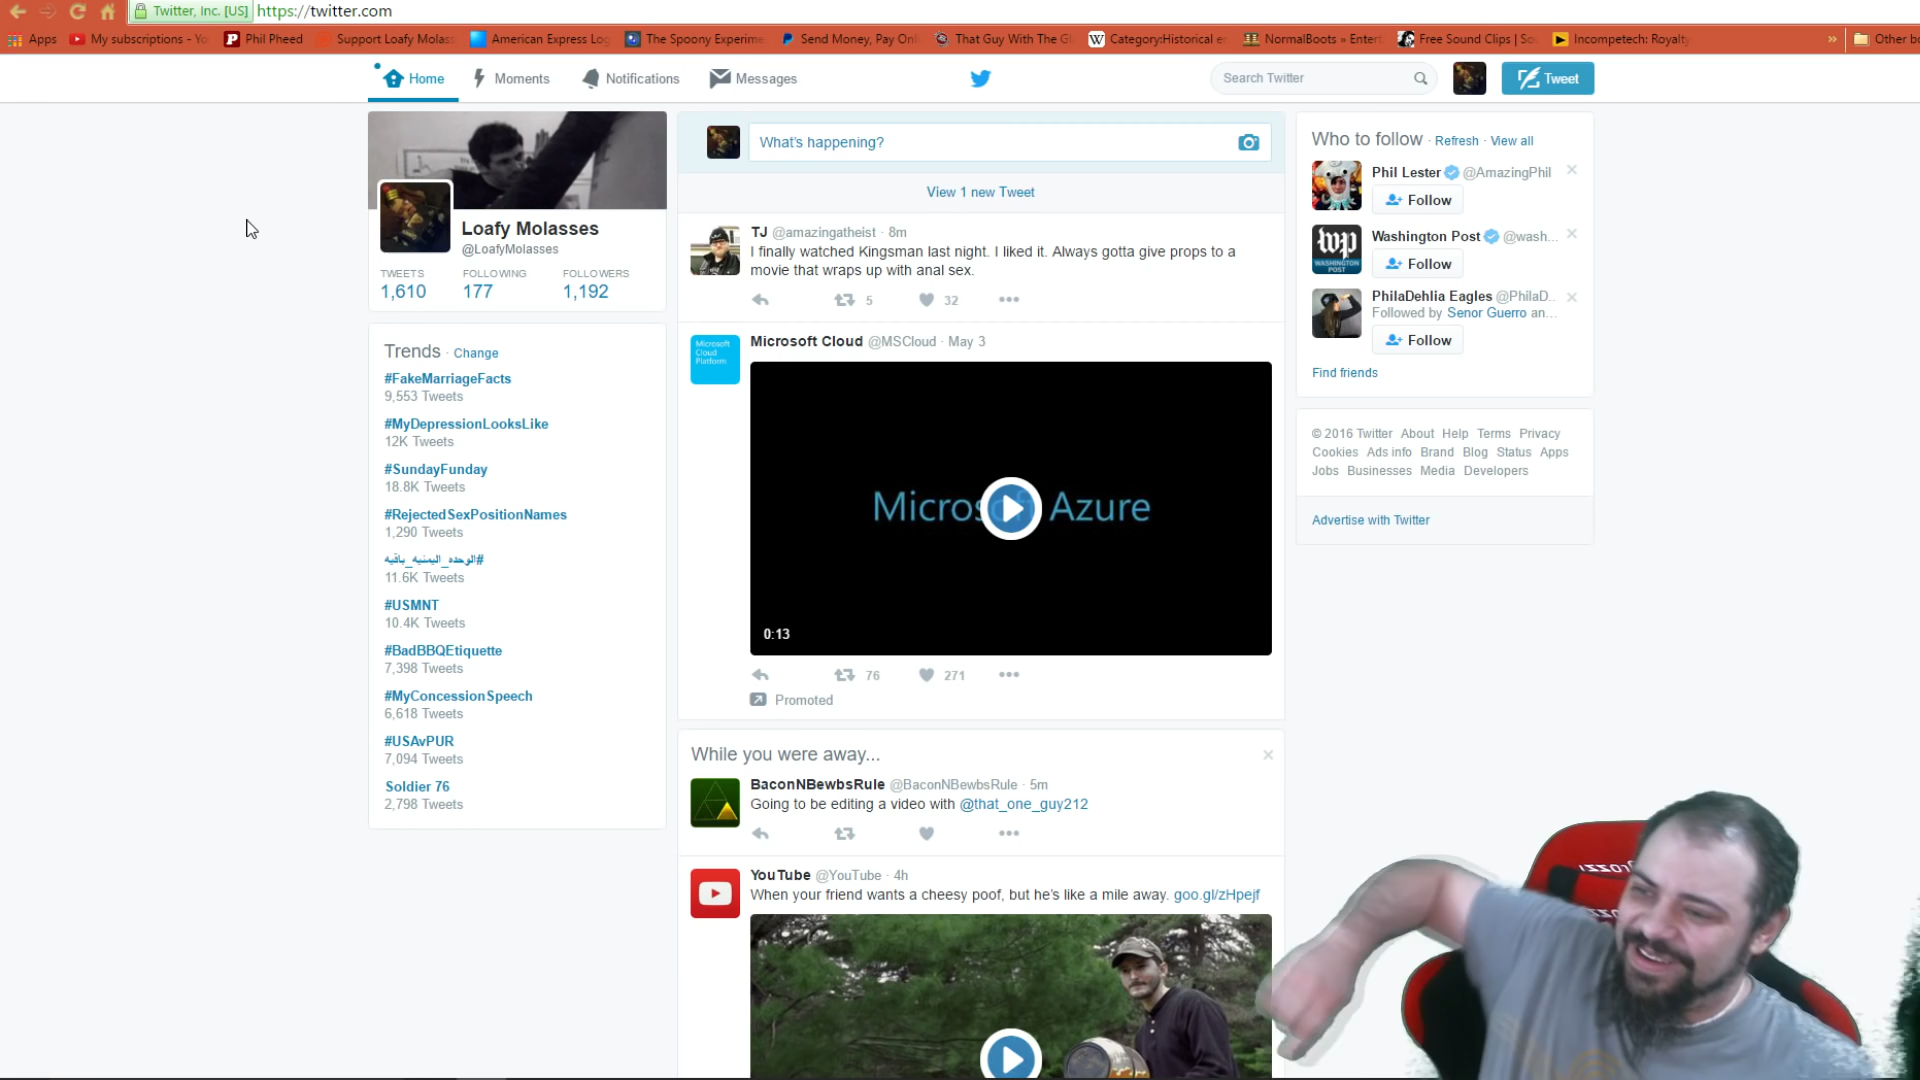 Twitter, Inc. [US] https://twitter.com
Apps My subscriptions - Yo Phil Pheed Support Loafy Molass American Express Log The Spoony Experime Send Money, Pay Onl That Guy With The Gl Category:Historical e NormalBoots » Entert Free Sound Clips | So Incompetech: Royalty » Other bo
Home Moments Notifications Messages Search Twitter Tweet
Loafy Molasses
@LoafyMolasses
TWEETS FOLLOWING FOLLOWERS
1,610 177 1,192
Trends · Change
#FakeMarriageFacts
9,553 Tweets
#MyDepressionLooksLike
12K Tweets
#SundayFunday
18.8K Tweets
#RejectedSexPositionNames
1,290 Tweets
#الوحده_اليمنيه_باقيه
11.6K Tweets
#USMNT
10.4K Tweets
#BadBBQEtiquette
7,398 Tweets
#MyConcessionSpeech
6,618 Tweets
#USAvPUR
7,094 Tweets
Soldier 76
2,798 Tweets
What's happening?
View 1 new Tweet
TJ @amazingatheist · 8m
I finally watched Kingsman last night. I liked it. Always gotta give props to a
movie that wraps up with anal sex.
5 32
Microsoft Cloud @MSCloud · May 3
Microsoft
Cloud
Platform
Microsoft Azure
0:13
76 271
Promoted
While you were away...
BaconNBewbsRule @BaconNBewbsRule · 5m
Going to be editing a video with @that_one_guy212
YouTube @YouTube · 4h
When your friend wants a cheesy poof, but he's like a mile away. goo.gl/zHpejf
Who to follow · Refresh · View all
Phil Lester @AmazingPhil
Follow
wp
WASHINGTON
POST
Washington Post @wash...
Follow
PhilaDehlia Eagles @PhilaD..
Followed by Senor Guerro an...
Follow
Find friends
© 2016 Twitter About Help Terms Privacy
Cookies Ads info Brand Blog Status Apps
Jobs Businesses Media Developers
Advertise with Twitter